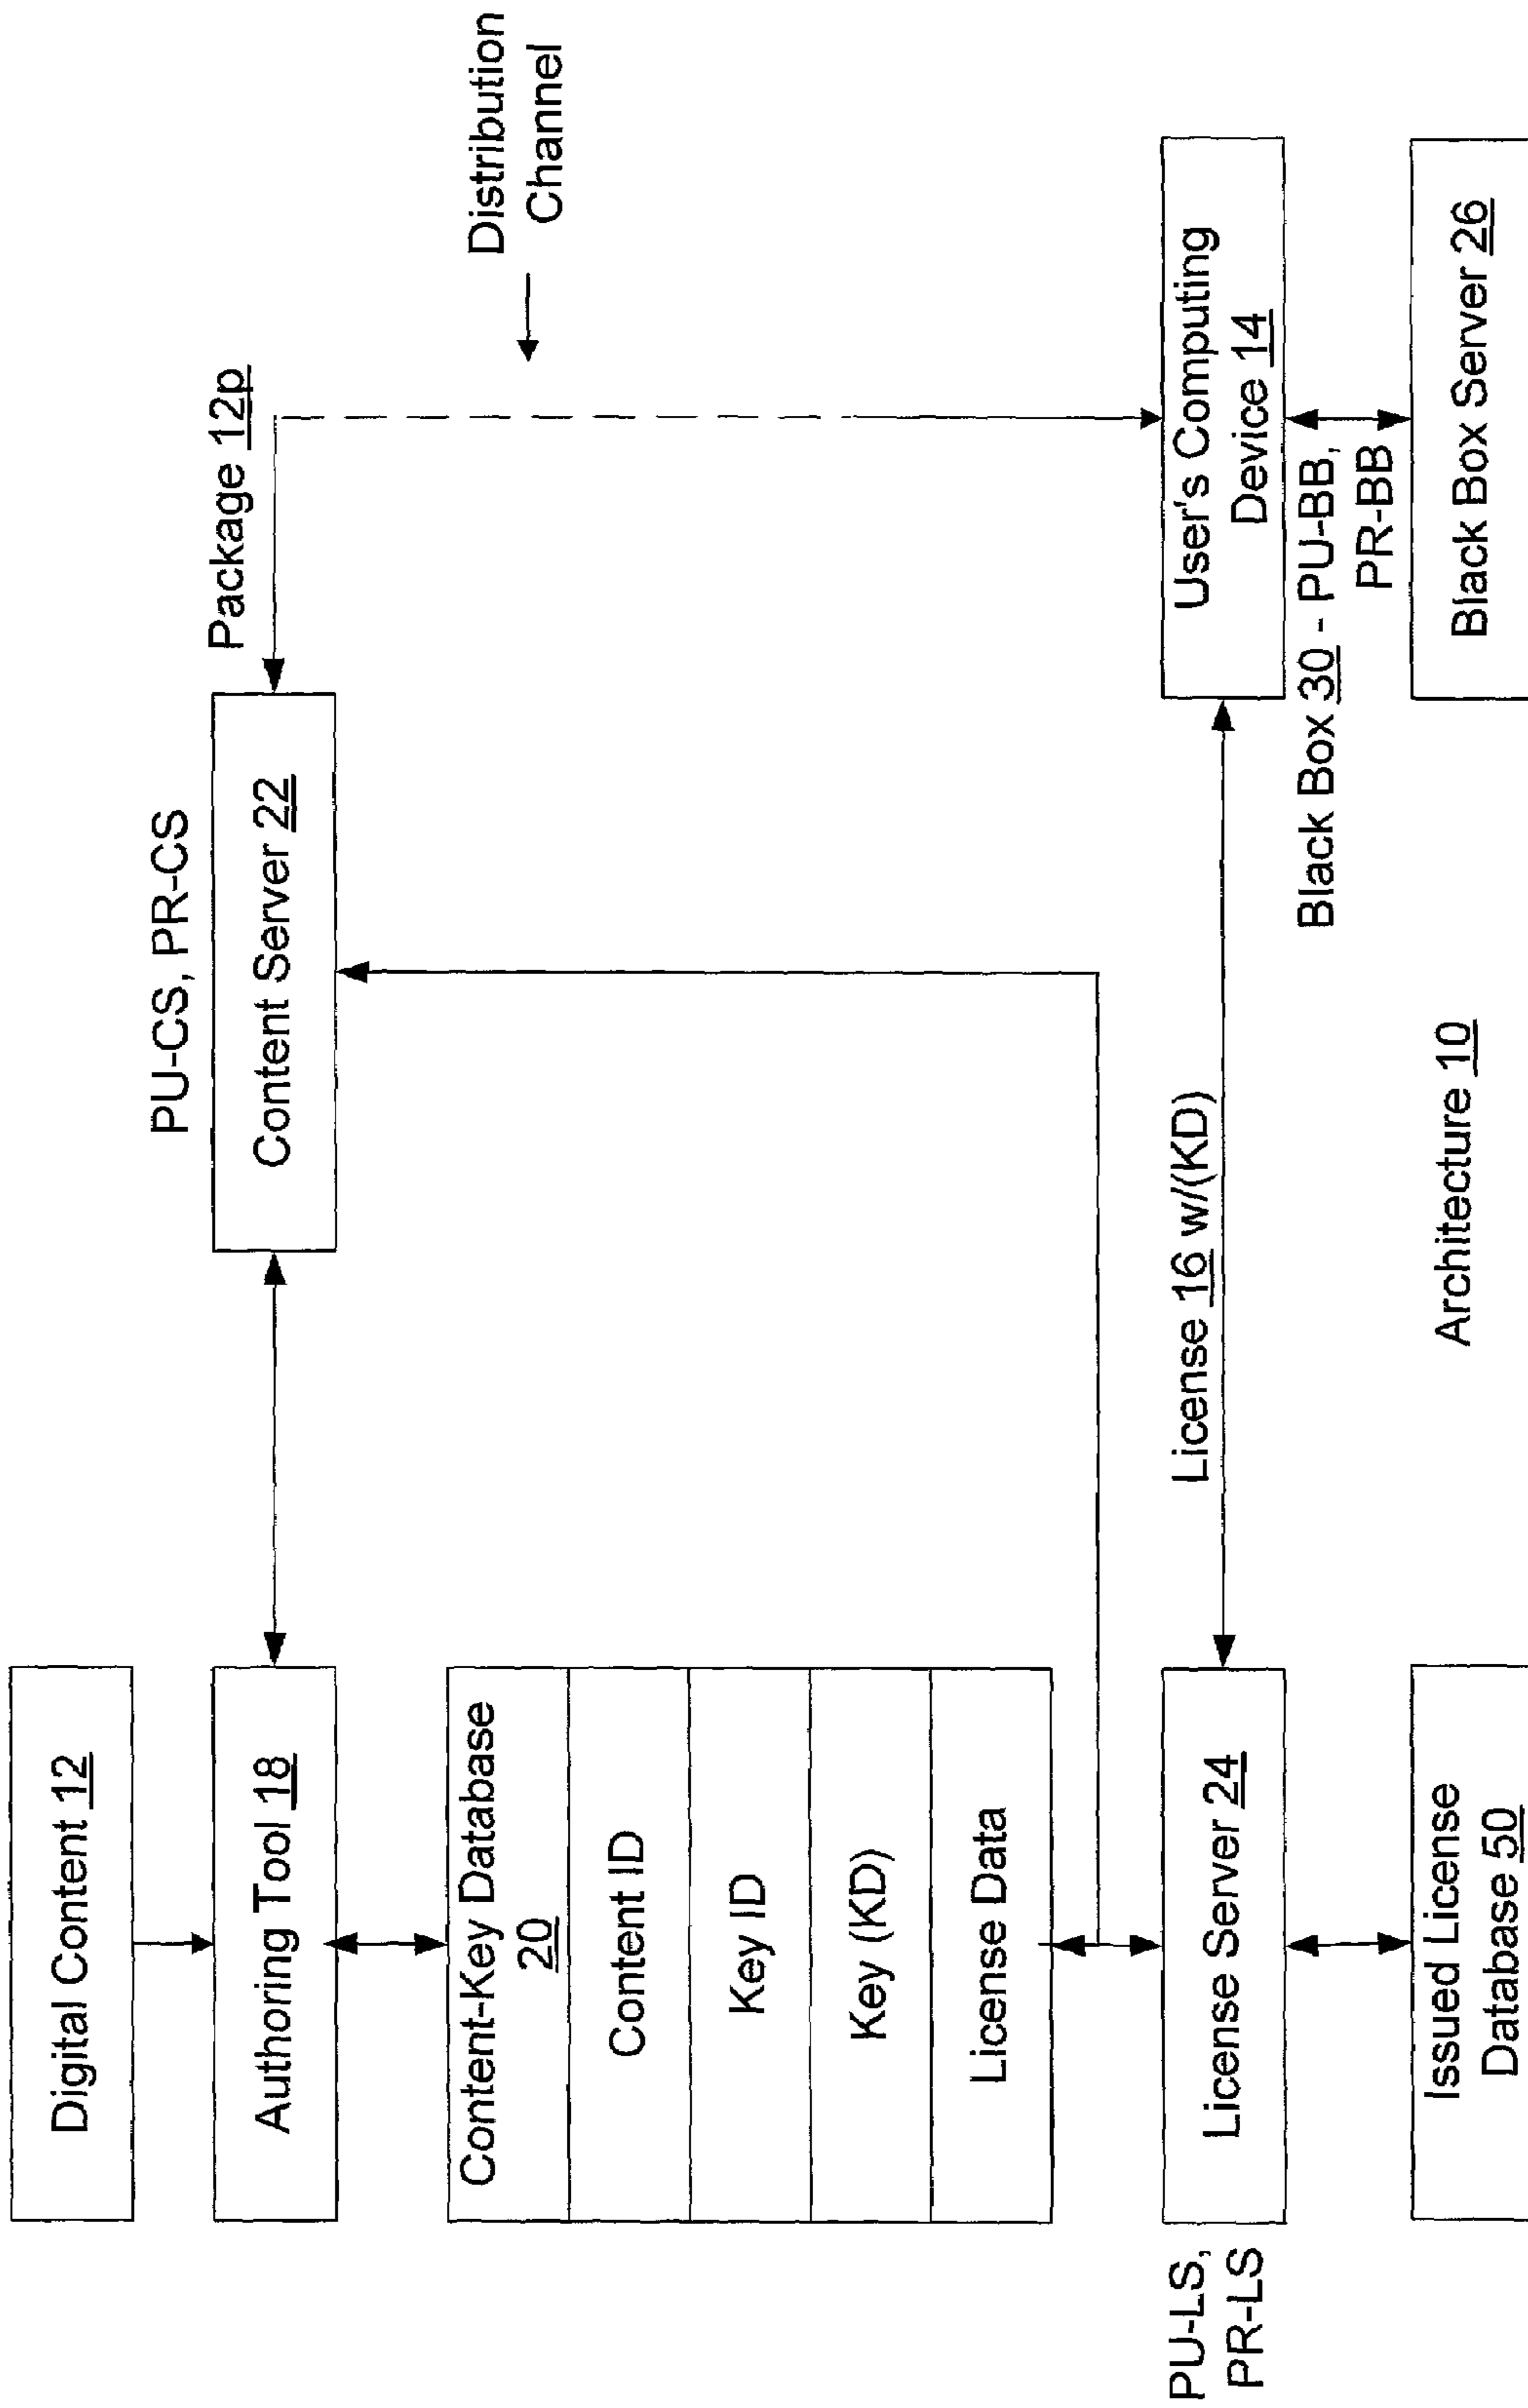 Digital Content 12
Authoring Tool 18
Content-Key Database
20
Content ID
Key ID
Key (KD)
License Data
PU-LS,
PR-LS
License Server 24
Issued License
Database 50
PU-CS, PR-CS
Content Server 22
Package 12p
Distribution
Channel
License 16 w/(KD)
User's Computing
Device 14
Black Box 30 - PU-BB,
PR-BB
Black Box Server 26
Architecture 10